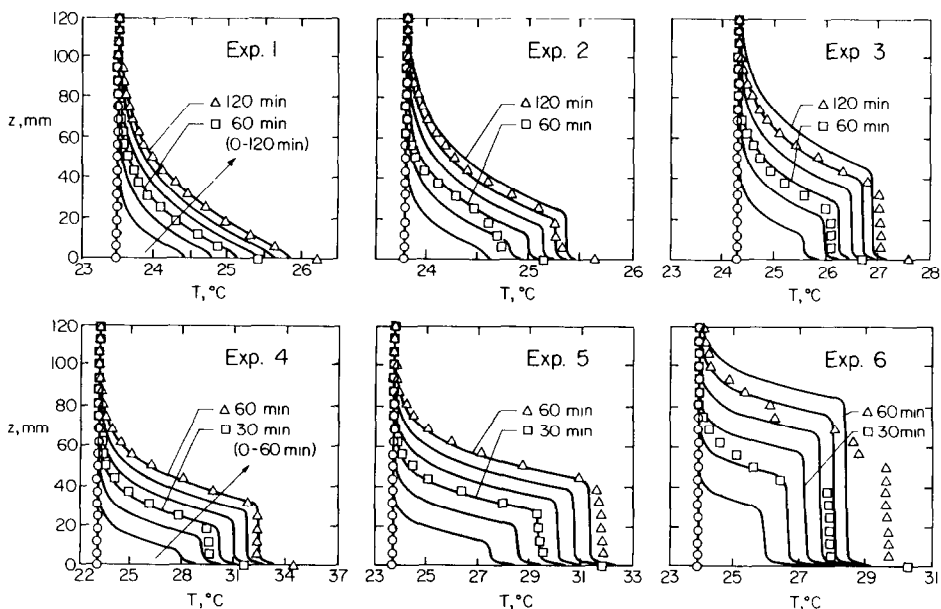 Exp. 1
Exp. 2
Exp. 3
120
100
80
60
40
20
0
z, mm
△ 120 min
□ 60 min
(0-120 min)
△ 120 min
□ 60 min
△ 120 min
□ 60 min
23 24 25 26
24 25 26
23 24 25 26 27 28
T, °C
T, °C
T, °C
Exp. 4
Exp. 5
Exp. 6
120
100
80
60
40
20
0
z, mm
△ 60 min
□ 30 min
(0-60 min)
△ 60 min
□ 30 min
△ 60 min
□ 30 min
22 25 28 31 34 37
23 25 27 29 31 33
23 25 27 29 31
T, °C
T, °C
T, °C